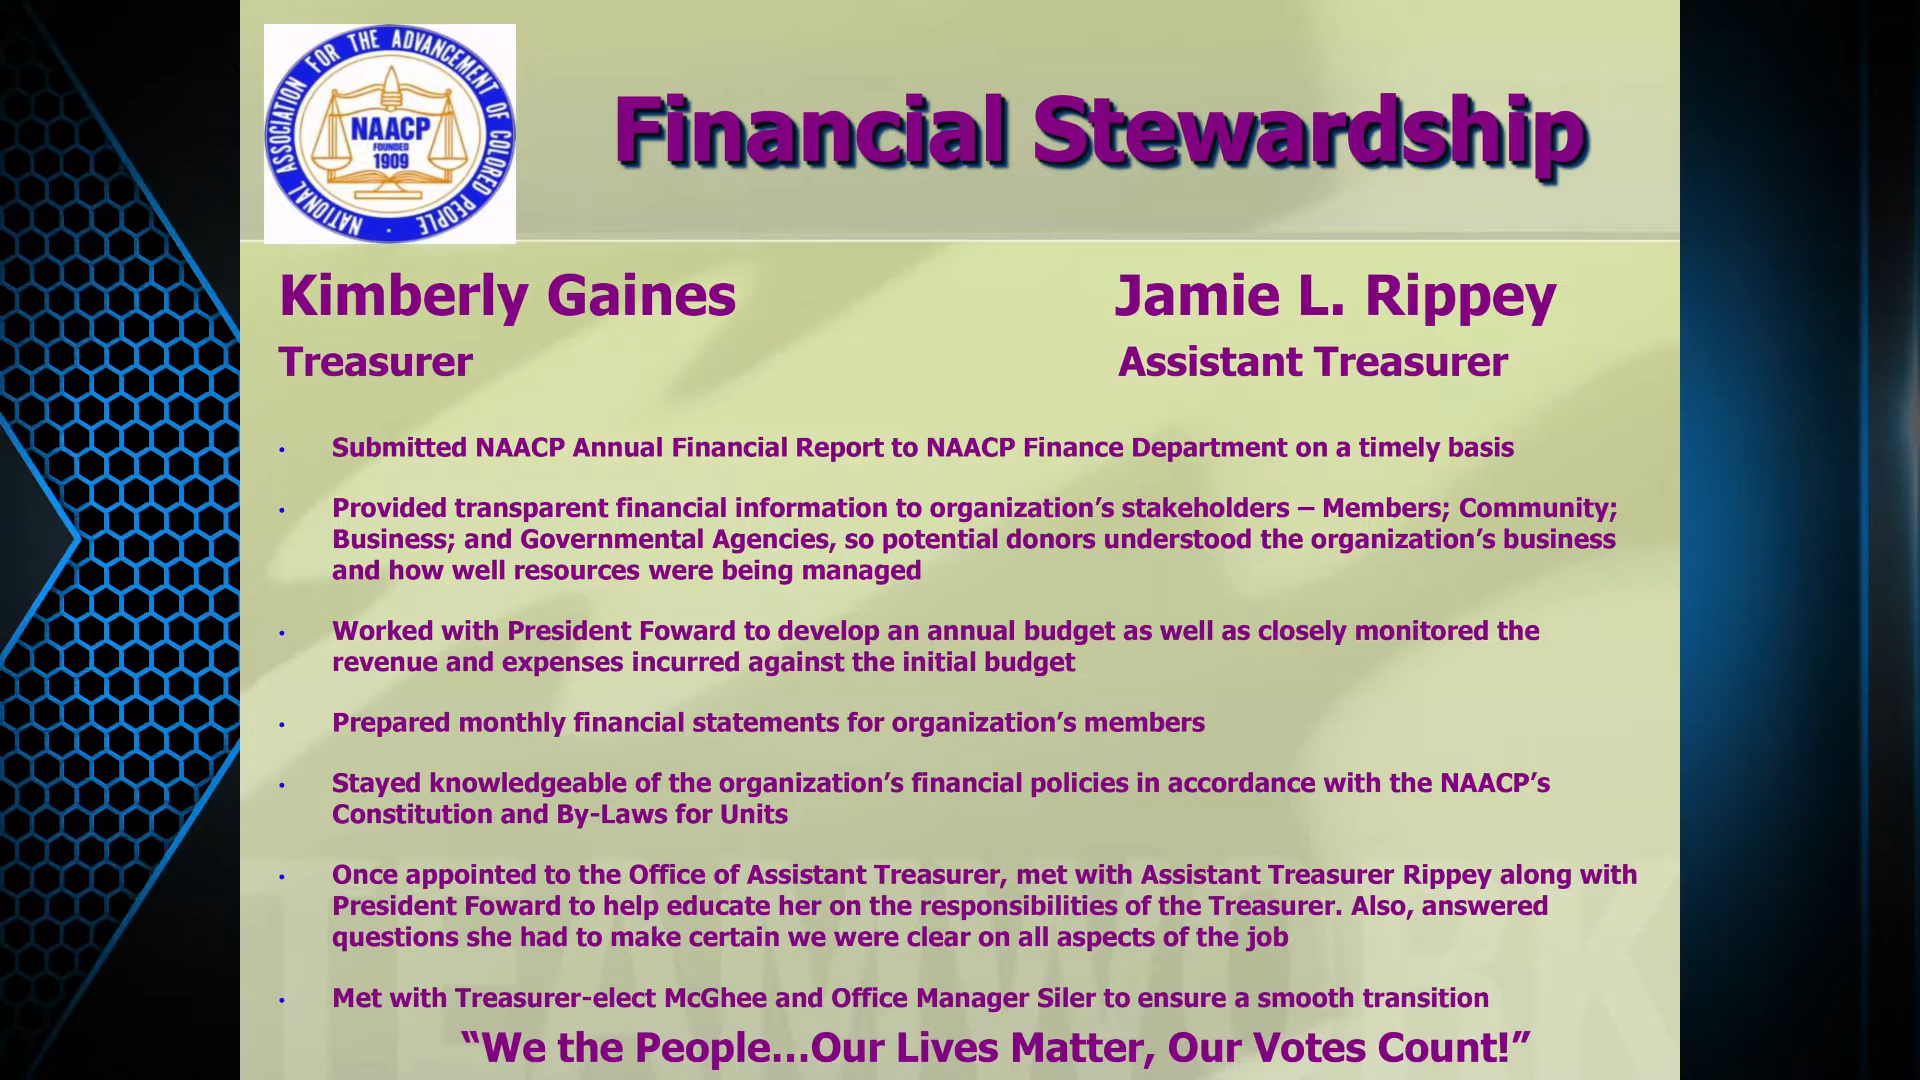 NATIONAL ASSOCIATION FOR THE ADVANCEMENT OF COLORED PEOPLE
NAACP
FOUNDED
1909
Financial Stewardship
Kimberly Gaines
Jamie L. Rippey
Treasurer
Assistant Treasurer
• Submitted NAACP Annual Financial Report to NAACP Finance Department on a timely basis
• Provided transparent financial information to organization’s stakeholders – Members; Community;
Business; and Governmental Agencies, so potential donors understood the organization’s business
and how well resources were being managed
• Worked with President Foward to develop an annual budget as well as closely monitored the
revenue and expenses incurred against the initial budget
• Prepared monthly financial statements for organization’s members
• Stayed knowledgeable of the organization’s financial policies in accordance with the NAACP’s
Constitution and By-Laws for Units
• Once appointed to the Office of Assistant Treasurer, met with Assistant Treasurer Rippey along with
President Foward to help educate her on the responsibilities of the Treasurer. Also, answered
questions she had to make certain we were clear on all aspects of the job
• Met with Treasurer-elect McGhee and Office Manager Siler to ensure a smooth transition
“We the People…Our Lives Matter, Our Votes Count!”
TEAMWORK